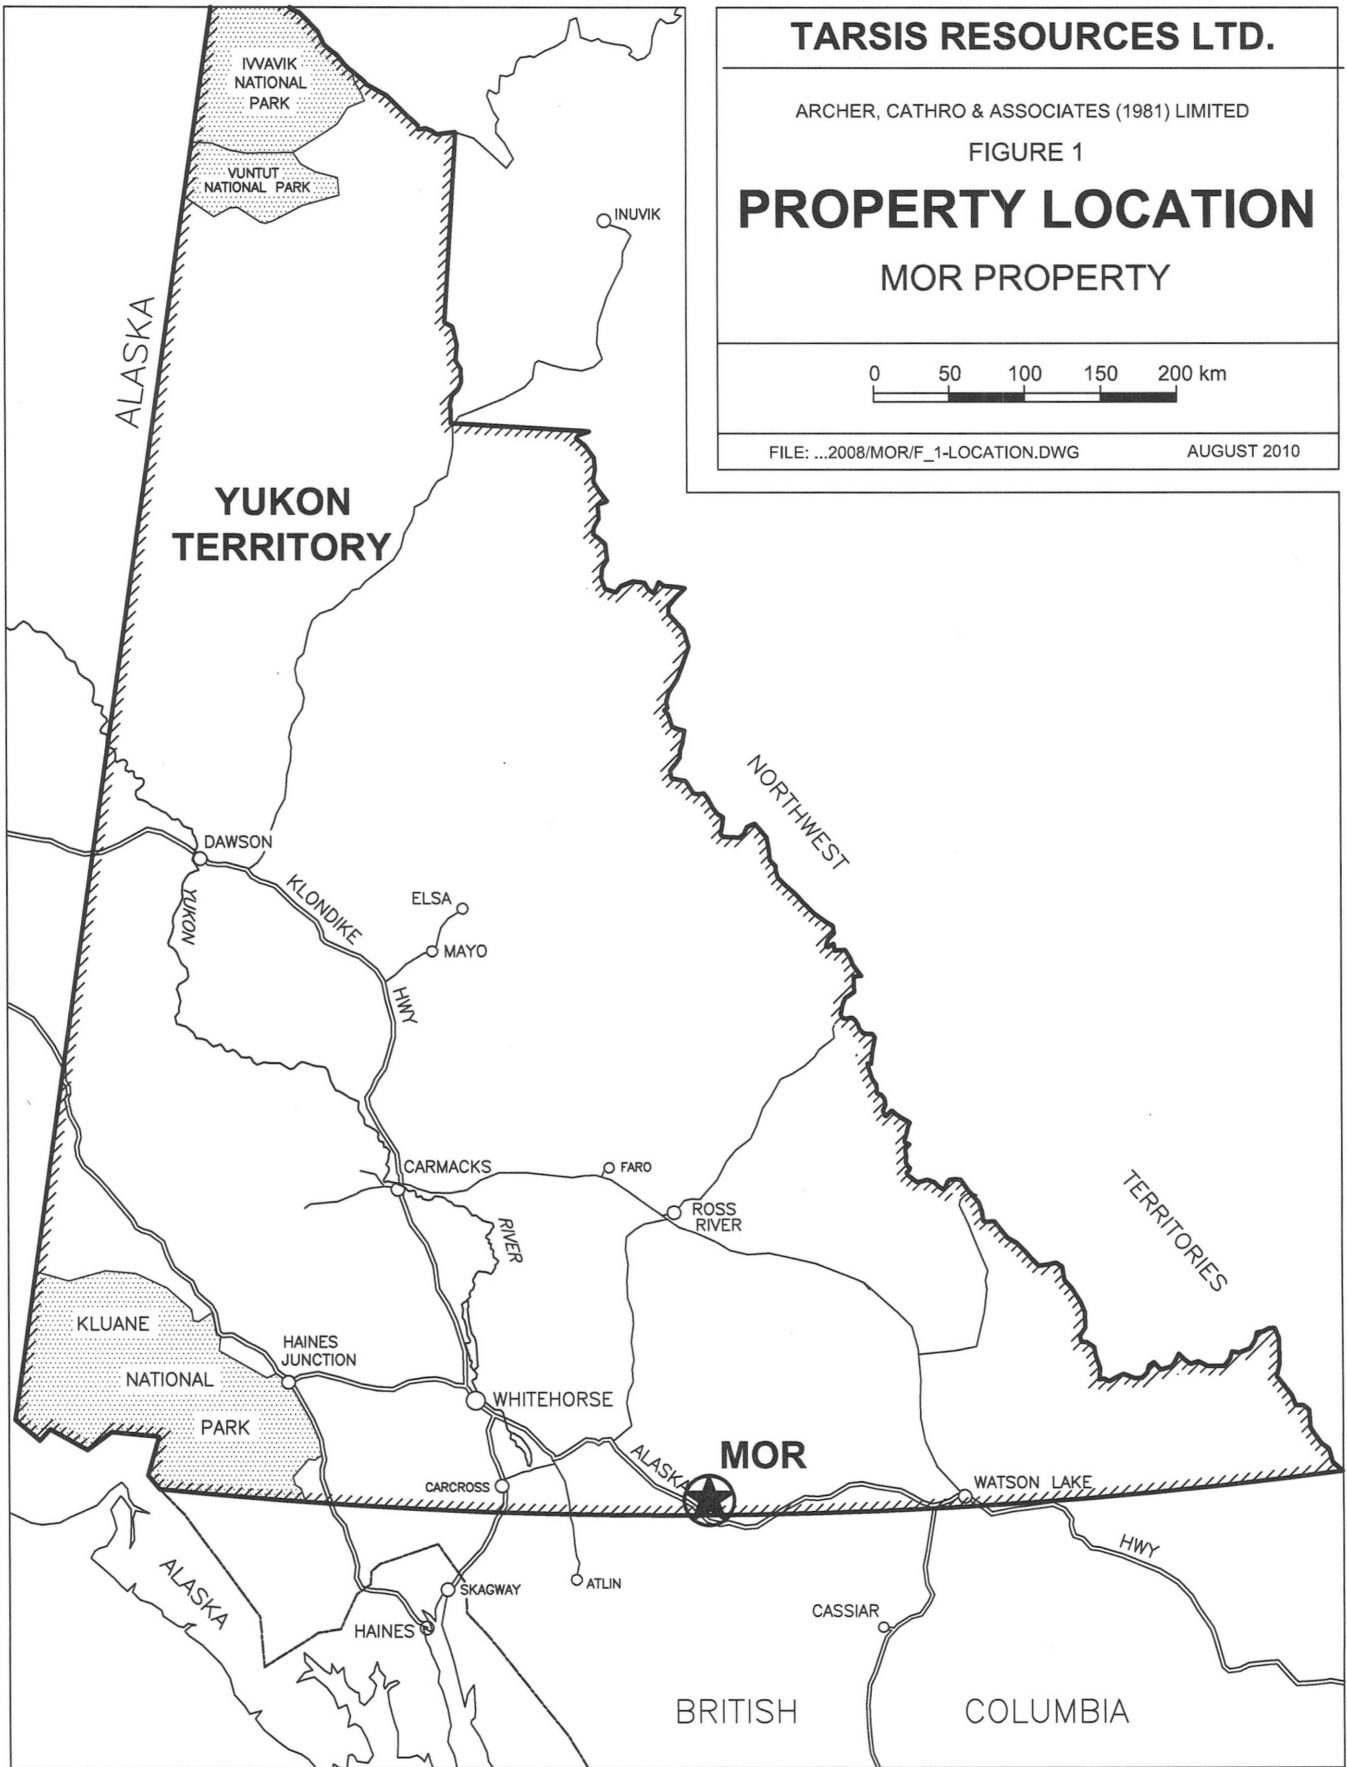 TARSIS RESOURCES LTD.
ARCHER, CATHRO & ASSOCIATES (1981) LIMITED
FIGURE 1
PROPERTY LOCATION
MOR PROPERTY
0 50 100 150 200 km
FILE: ...2008/MOR/F_1-LOCATION.DWG AUGUST 2010
IVVAVIK
NATIONAL
PARK
VUNTUT
NATIONAL PARK
INUVIK
ALASKA
YUKON
TERRITORY
NORTHWEST
TERRITORIES
DAWSON
YUKON
KLONDIKE
HWY
ELSA
MAYO
CARMACKS
RIVER
FARO
ROSS
RIVER
KLUANE
NATIONAL
PARK
HAINES
JUNCTION
WHITEHORSE
CARCROSS
ALASKA
MOR
WATSON LAKE
HWY
ALASKA
SKAGWAY
ATLIN
HAINES
CASSIAR
BRITISH COLUMBIA